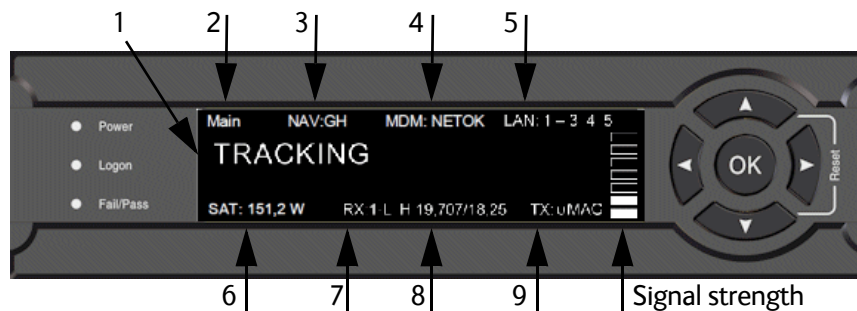 1 2 3 4 5
Main NAV:GH MDM: NETOK LAN: 1 – 3 4 5
Power
TRACKING
Logon
OK
Reset
Fail/Pass
SAT: 151,2 W RX:1-L H 19,707/18,25 TX:uMAC
6 7 8 9 Signal strength